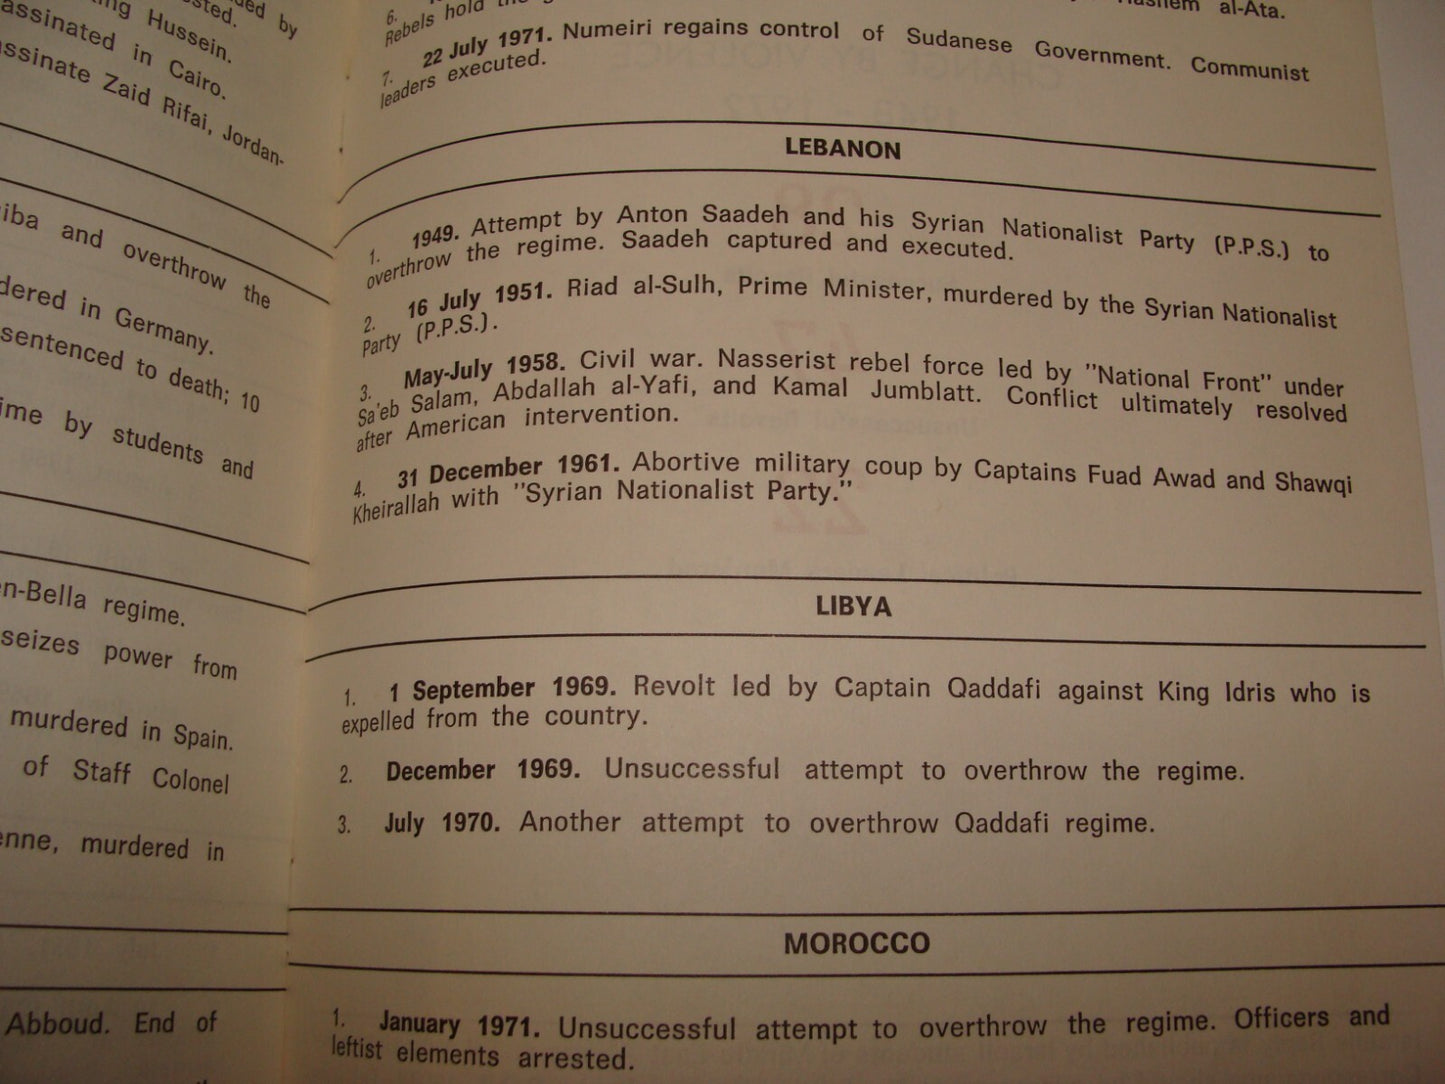 ded by
sted.
ng Hussein.
assinated in Cairo.
assinate Zaid Rifai, Jordan-
iba and overthrow the
dered in Germany.
sentenced to death; 10
ime by students and
en-Bella regime.
seizes power from
murdered in Spain.
of Staff Colonel
enne, murdered in
Abboud. End of
6.
Rebels hold al-Ata.
7. 22 July 1971. Numeiri regains control of Sudanese Government. Communist
leaders executed.
LEBANON
1. 1949. Attempt by Anton Saadeh and his Syrian Nationalist Party (P.P.S.) to
overthrow the regime. Saadeh captured and executed.
2. 16 July 1951. Riad al-Sulh, Prime Minister, murdered by the Syrian Nationalist
Party (P.P.S.).
3. May-July 1958. Civil war. Nasserist rebel force led by "National Front" under
Sa'eb Salam, Abdallah al-Yafi, and Kamal Jumblatt. Conflict ultimately resolved
after American intervention.
4. 31 December 1961. Abortive military coup by Captains Fuad Awad and Shawqi
Kheirallah with "Syrian Nationalist Party."
LIBYA
1. 1 September 1969. Revolt led by Captain Qaddafi against King Idris who is
expelled from the country.
2. December 1969. Unsuccessful attempt to overthrow the regime.
3. July 1970. Another attempt to overthrow Qaddafi regime.
MOROCCO
1. January 1971. Unsuccessful attempt to overthrow the regime. Officers and
leftist elements arrested.